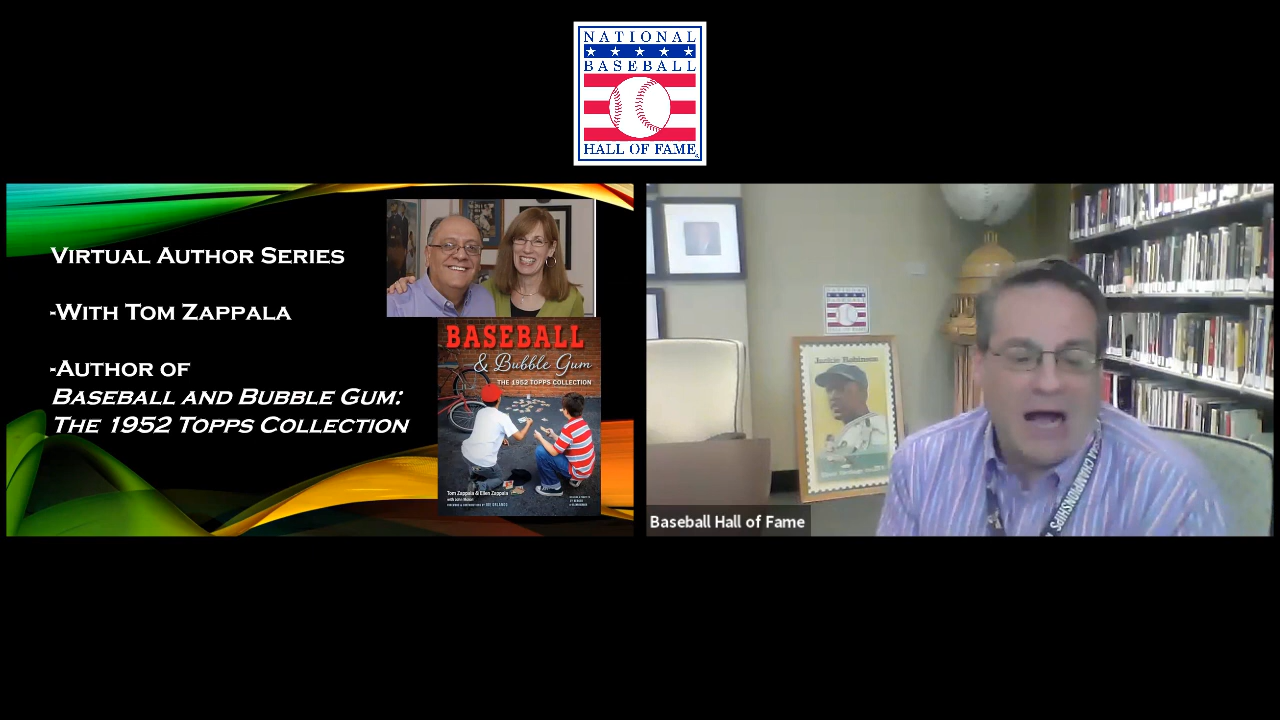 NATIONAL
BASEBALL
HALL OF FAME
VIRTUAL AUTHOR SERIES
-WITH TOM ZAPPALA
-AUTHOR OF
BASEBALL AND BUBBLE GUM:
THE 1952 TOPPS COLLECTION
BASEBALL
& Bubble Gum
THE 1952 TOPPS COLLECTION
Tom Zappala & Ellen Zappala
Jackie Robinson
CHAMPIONSHIPS
Baseball Hall of Fame